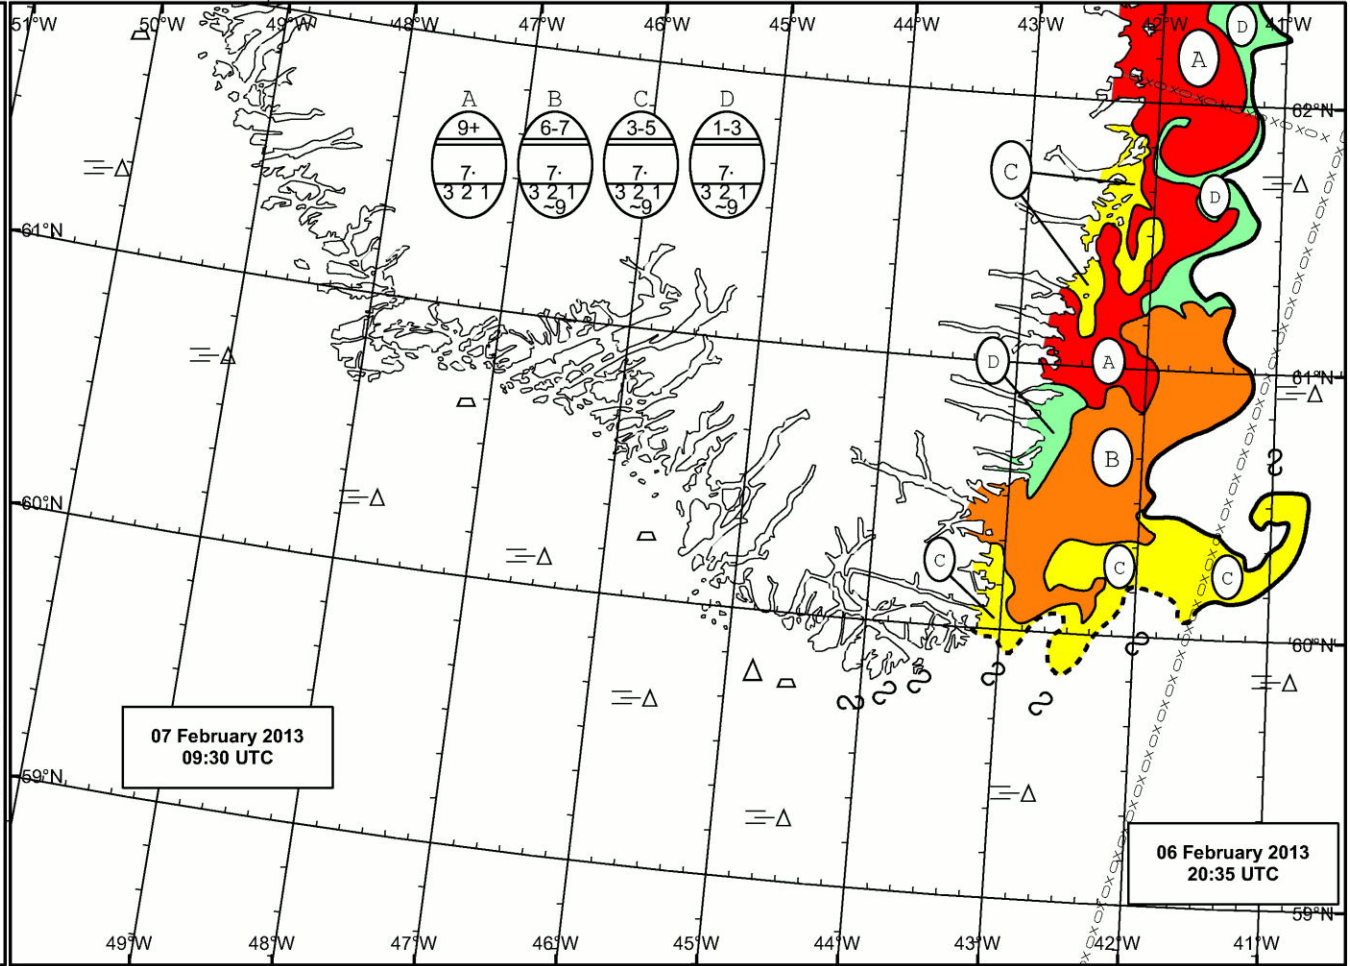 51°W 50°W 49°W 48°W 47°W 46°W 45°W 44°W 43°W 42°W 41°W
D
A
62°N
A B C D
9+ 6-7 3-5 1-3
7· 7· 7· 7·
3 2 1 3 2 1 3 2 1 3 2 1
~9 ~9 ~9
C
D
61°N
D
A
61°N
B
60°N
C
C
C
60°N
07 February 2013
09:30 UTC
59°N
06 February 2013
20:35 UTC
59°N
49°W 48°W 47°W 46°W 45°W 44°W 43°W 42°W 41°W